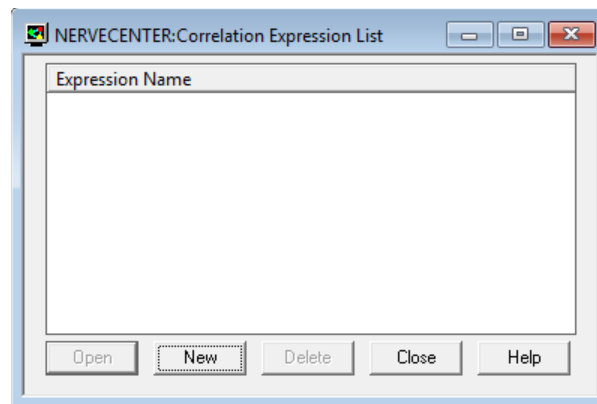 NERVECENTER:Correlation Expression List
Expression Name
Open New Delete Close Help